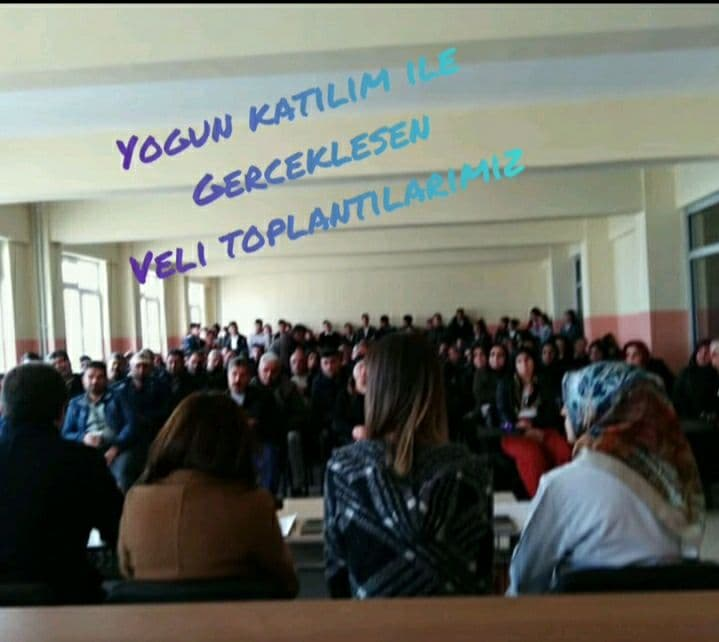 YOGUN KATILIM ILE
GERCEKLESEN
VELI TOPLANTILARIMIZ